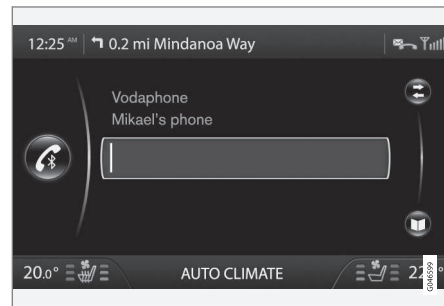 12:25 AM 0.2 mi Mindanoa Way
Vodaphone
Mikael's phone
20.0° AUTO CLIMATE
G046599